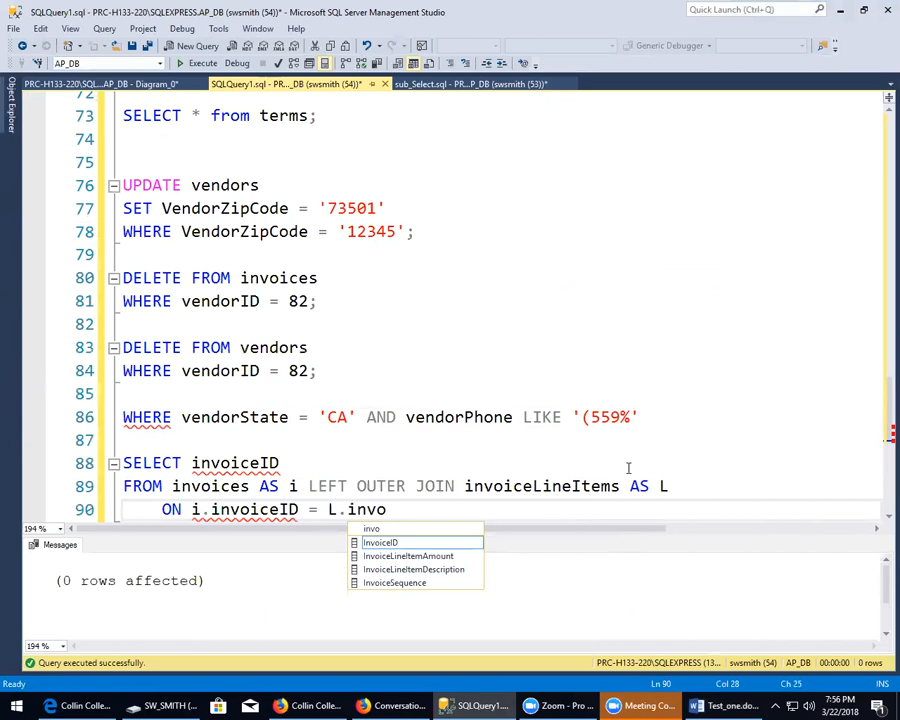 SQLQuery1.sql - PRC-H133-220\SQLEXPRESS.AP_DB (swsmith (54))* - Microsoft SQL Server Management Studio
Quick Launch (Ctrl+Q)
File Edit View Query Project Debug Tools Window Help
New Query
Generic Debugger
AP_DB
Execute Debug
PRC-H133-220\SQL...AP_DB - Diagram_0*
SQLQuery1.sql - PR..._DB (swsmith (54))*
sub_Select.sql - PR...P_DB (swsmith (53))*
Object Explorer
72
73 SELECT * from terms;
74
75
76 UPDATE vendors
77 SET VendorZipCode = '73501'
78 WHERE VendorZipCode = '12345';
79
80 DELETE FROM invoices
81 WHERE vendorID = 82;
82
83 DELETE FROM vendors
84 WHERE vendorID = 82;
85
86 WHERE vendorState = 'CA' AND vendorPhone LIKE '(559%'
87
88 SELECT invoiceID
89 FROM invoices AS i LEFT OUTER JOIN invoiceLineItems AS L
90 ON i.invoiceID = L.invo
194 %
invo
InvoiceID
InvoiceLineItemAmount
InvoiceLineItemDescription
InvoiceSequence
Messages
(0 rows affected)
194 %
Query executed successfully.
PRC-H133-220\SQLEXPRESS (13... swsmith (54) AP_DB 00:00:00 0 rows
Ready
Ln 90 Col 28 Ch 25 INS
Collin Colle...
SW_SMITH (...
Collin Colle...
Conversatio...
SQLQuery1....
Zoom - Pro ...
Meeting Co...
Test_one.do...
7:56 PM
3/22/2018